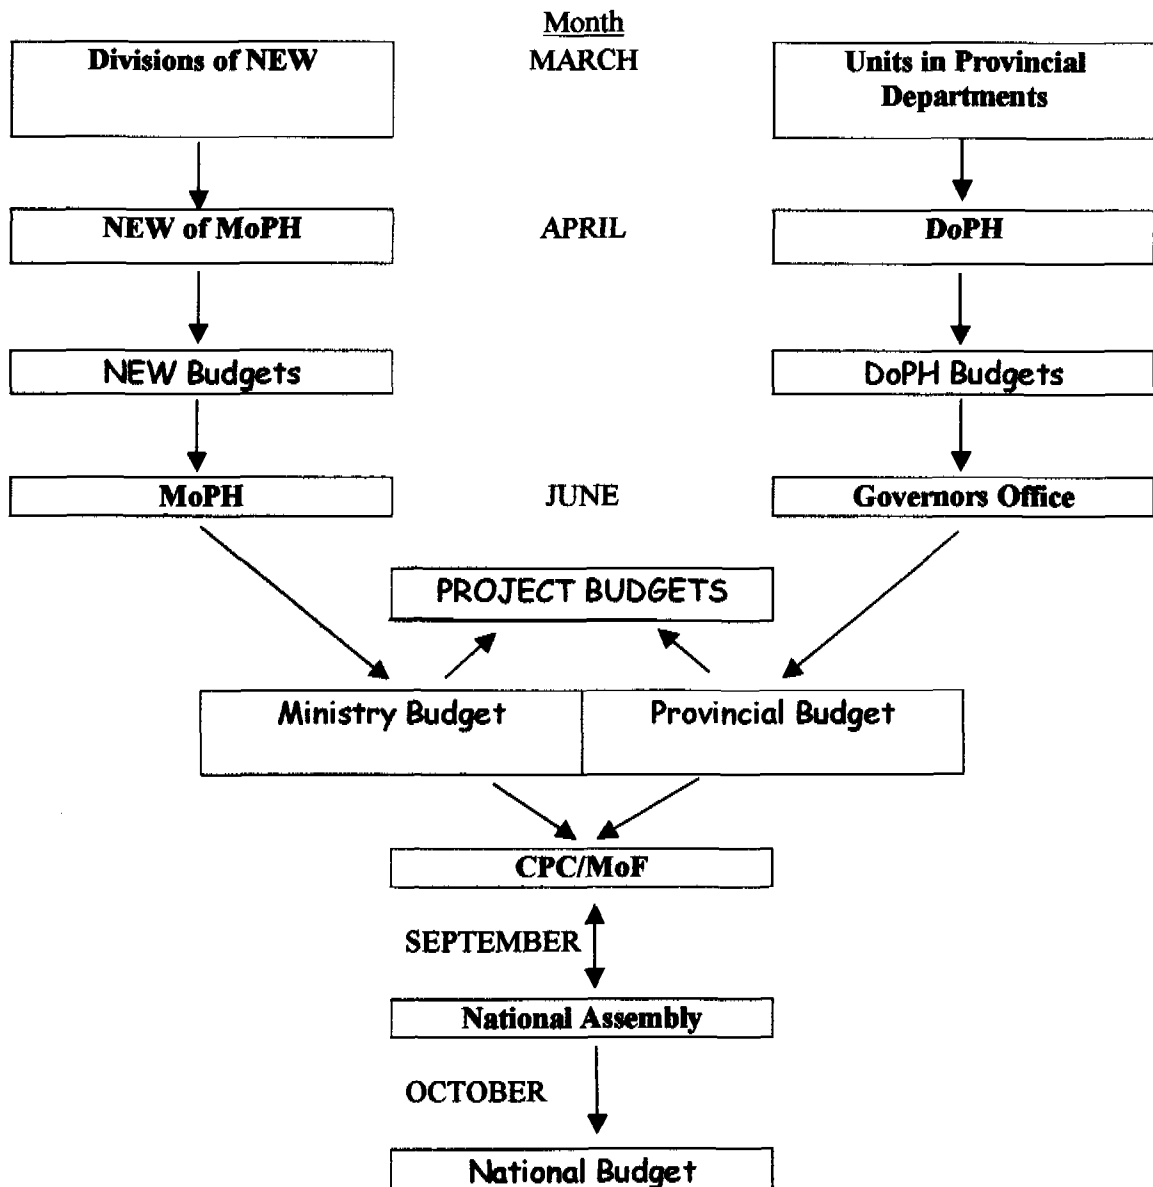 Month
Divisions of NEW
MARCH
Units in Provincial
Departments
NEW of MoPH
APRIL
DoPH
NEW Budgets
DoPH Budgets
MoPH
JUNE
Governors Office
PROJECT BUDGETS
Ministry Budget
Provincial Budget
CPC/MoF
SEPTEMBER
National Assembly
OCTOBER
National Budget